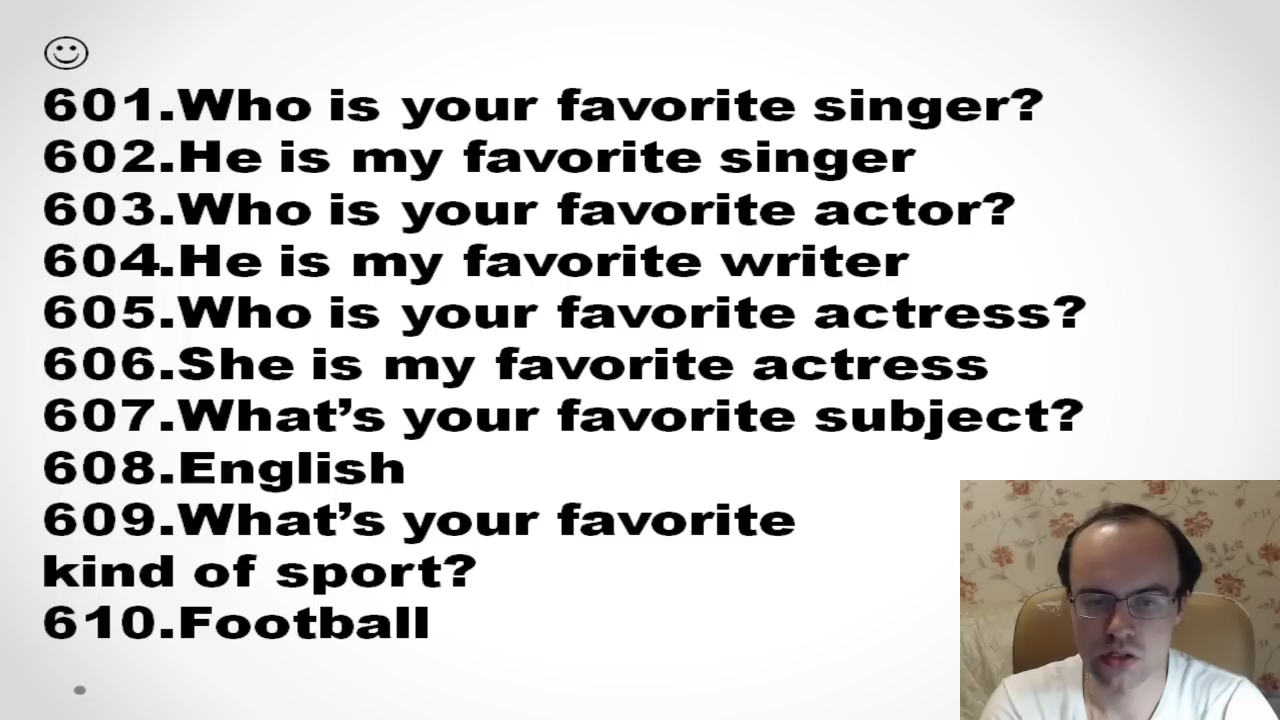 601.Who is your favorite singer?
602.He is my favorite singer
603.Who is your favorite actor?
604.He is my favorite writer
605.Who is your favorite actress?
606.She is my favorite actress
607.What’s your favorite subject?
608.English
609.What’s your favorite
kind of sport?
610.Football